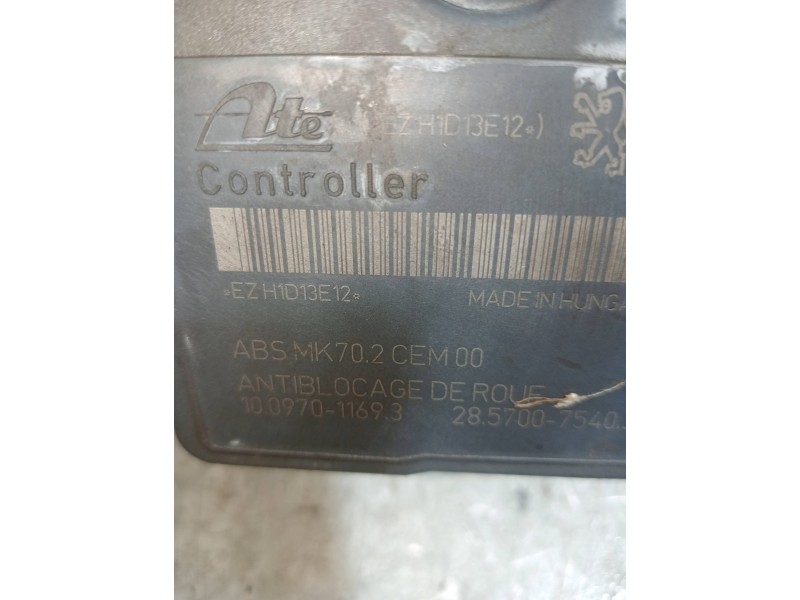 Ate EZ H1D13E12*)
Controller
*EZ H1D13E12* MADE IN HUNGA
ABS MK70.2 CEM 00
ANTIBLOCAGE DE ROUE
10.0970-1169.3 28.5700-7540.